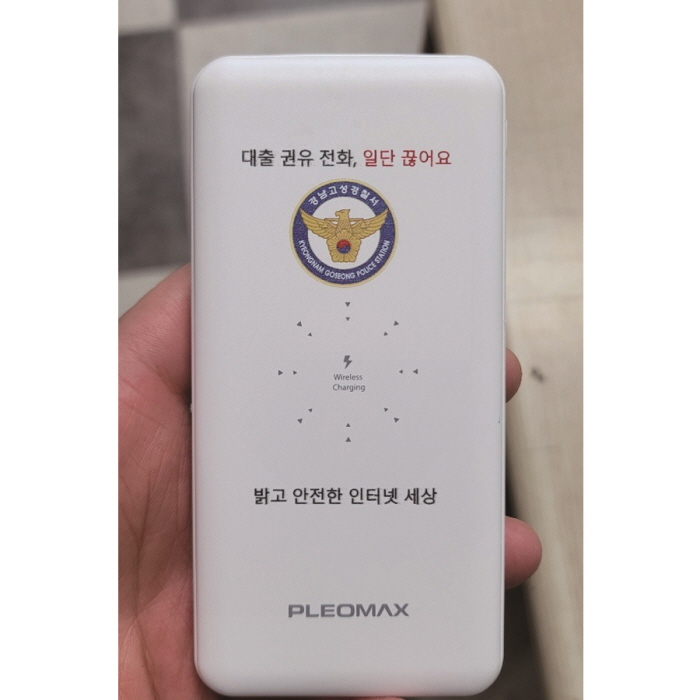 대출 권유 전화, 일단 끊어요
경남고성경찰서
KYEONGNAM GOSEONG POLICE STATION
Wireless
Charging
밝고 안전한 인터넷 세상
PLEOMAX